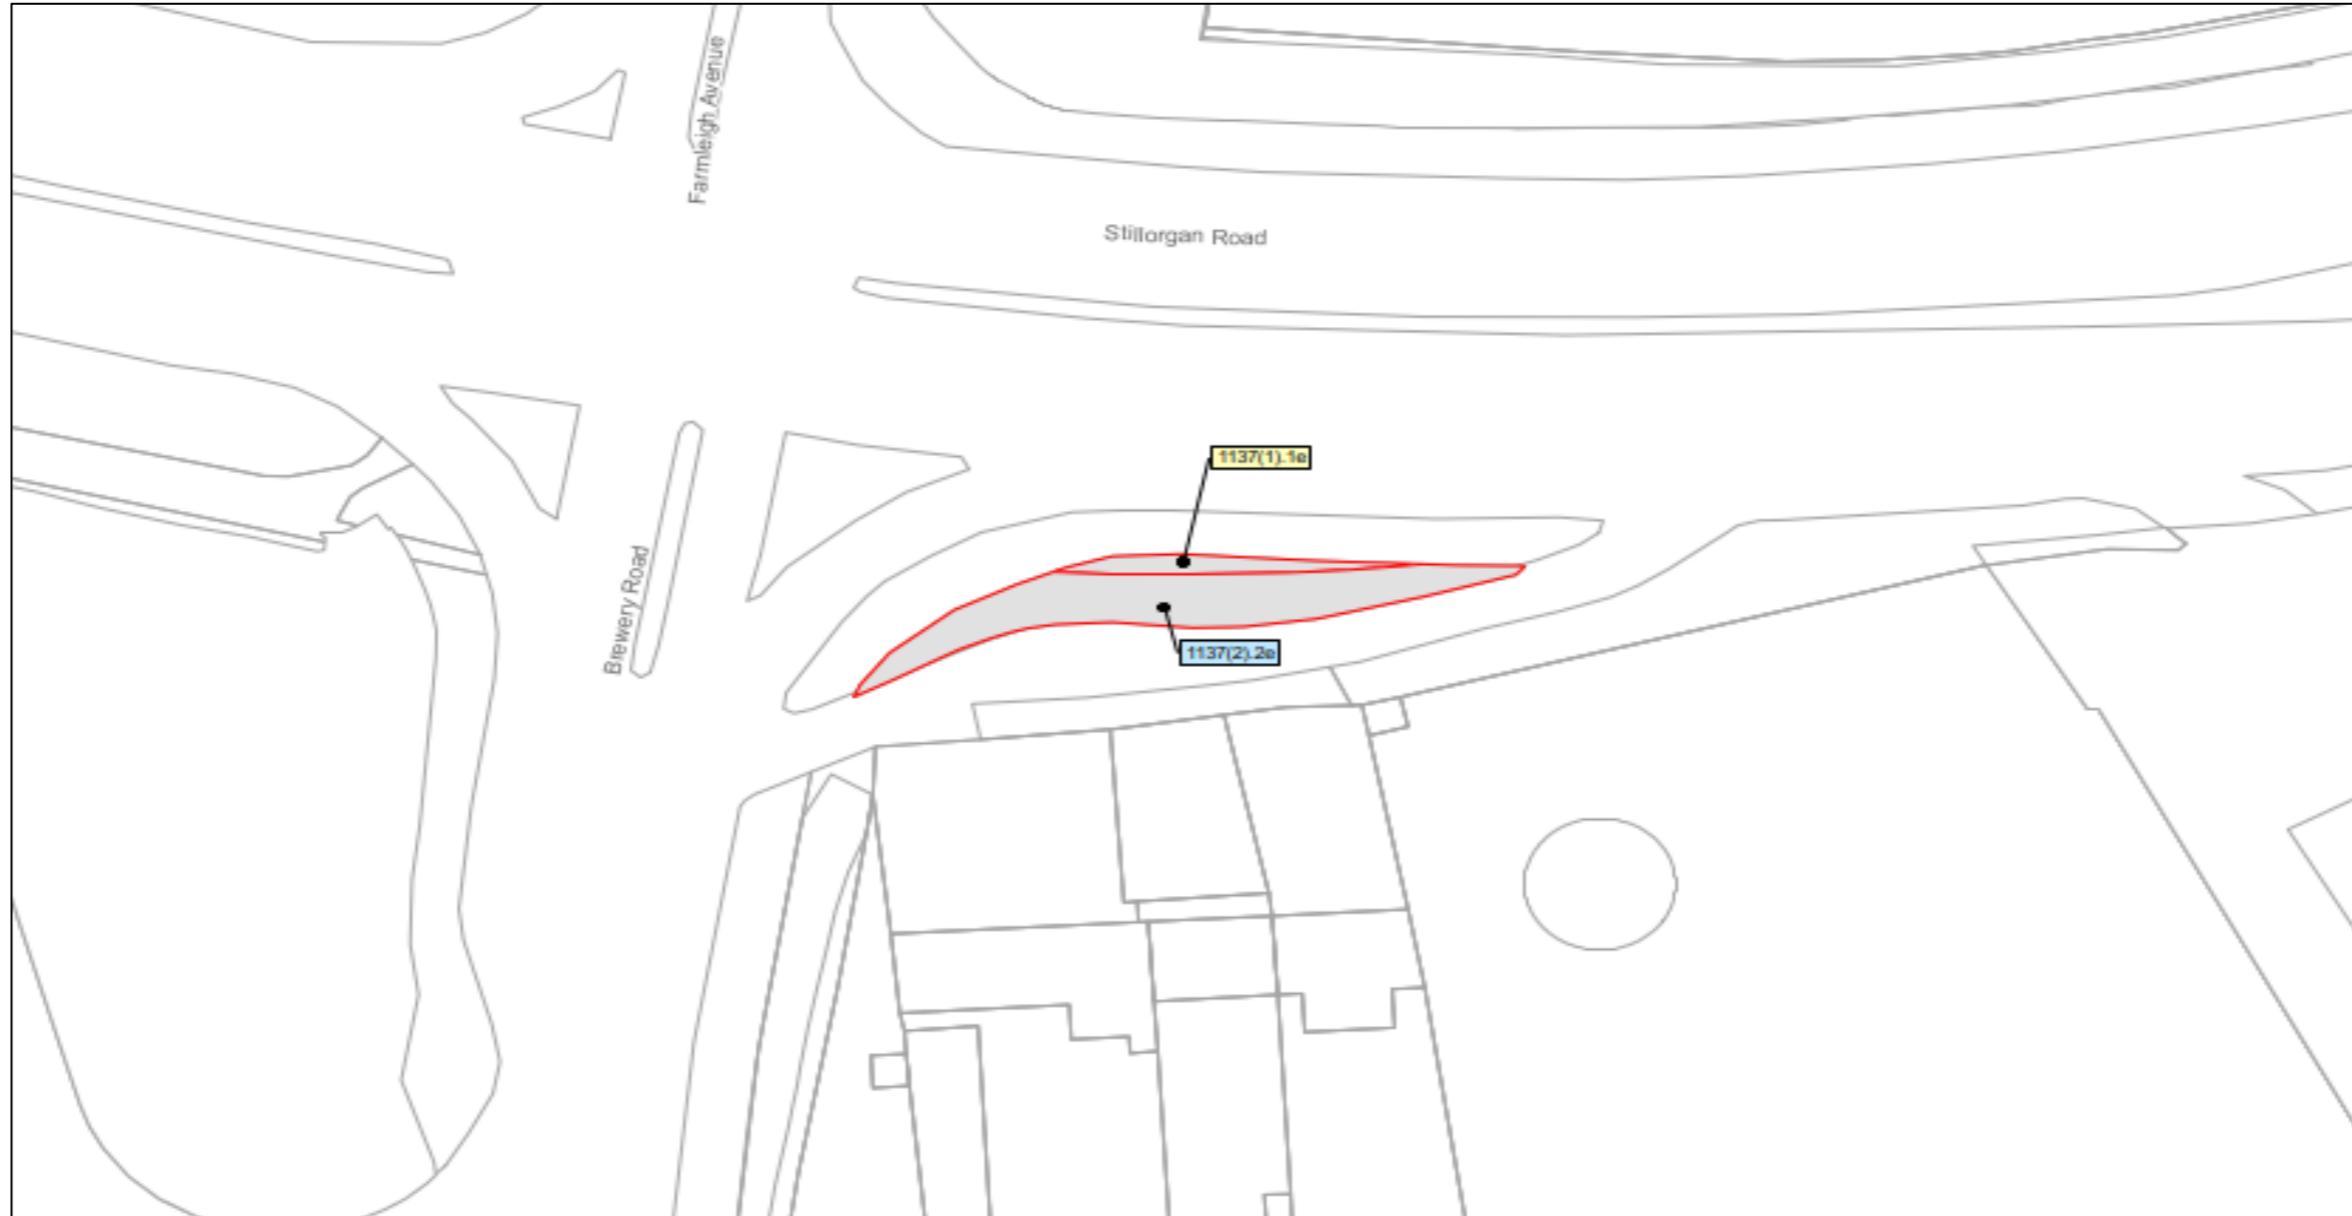 Farmleigh Avenue
Stillorgan Road
1137(1).1e
Brewery Road
1137(2).2e